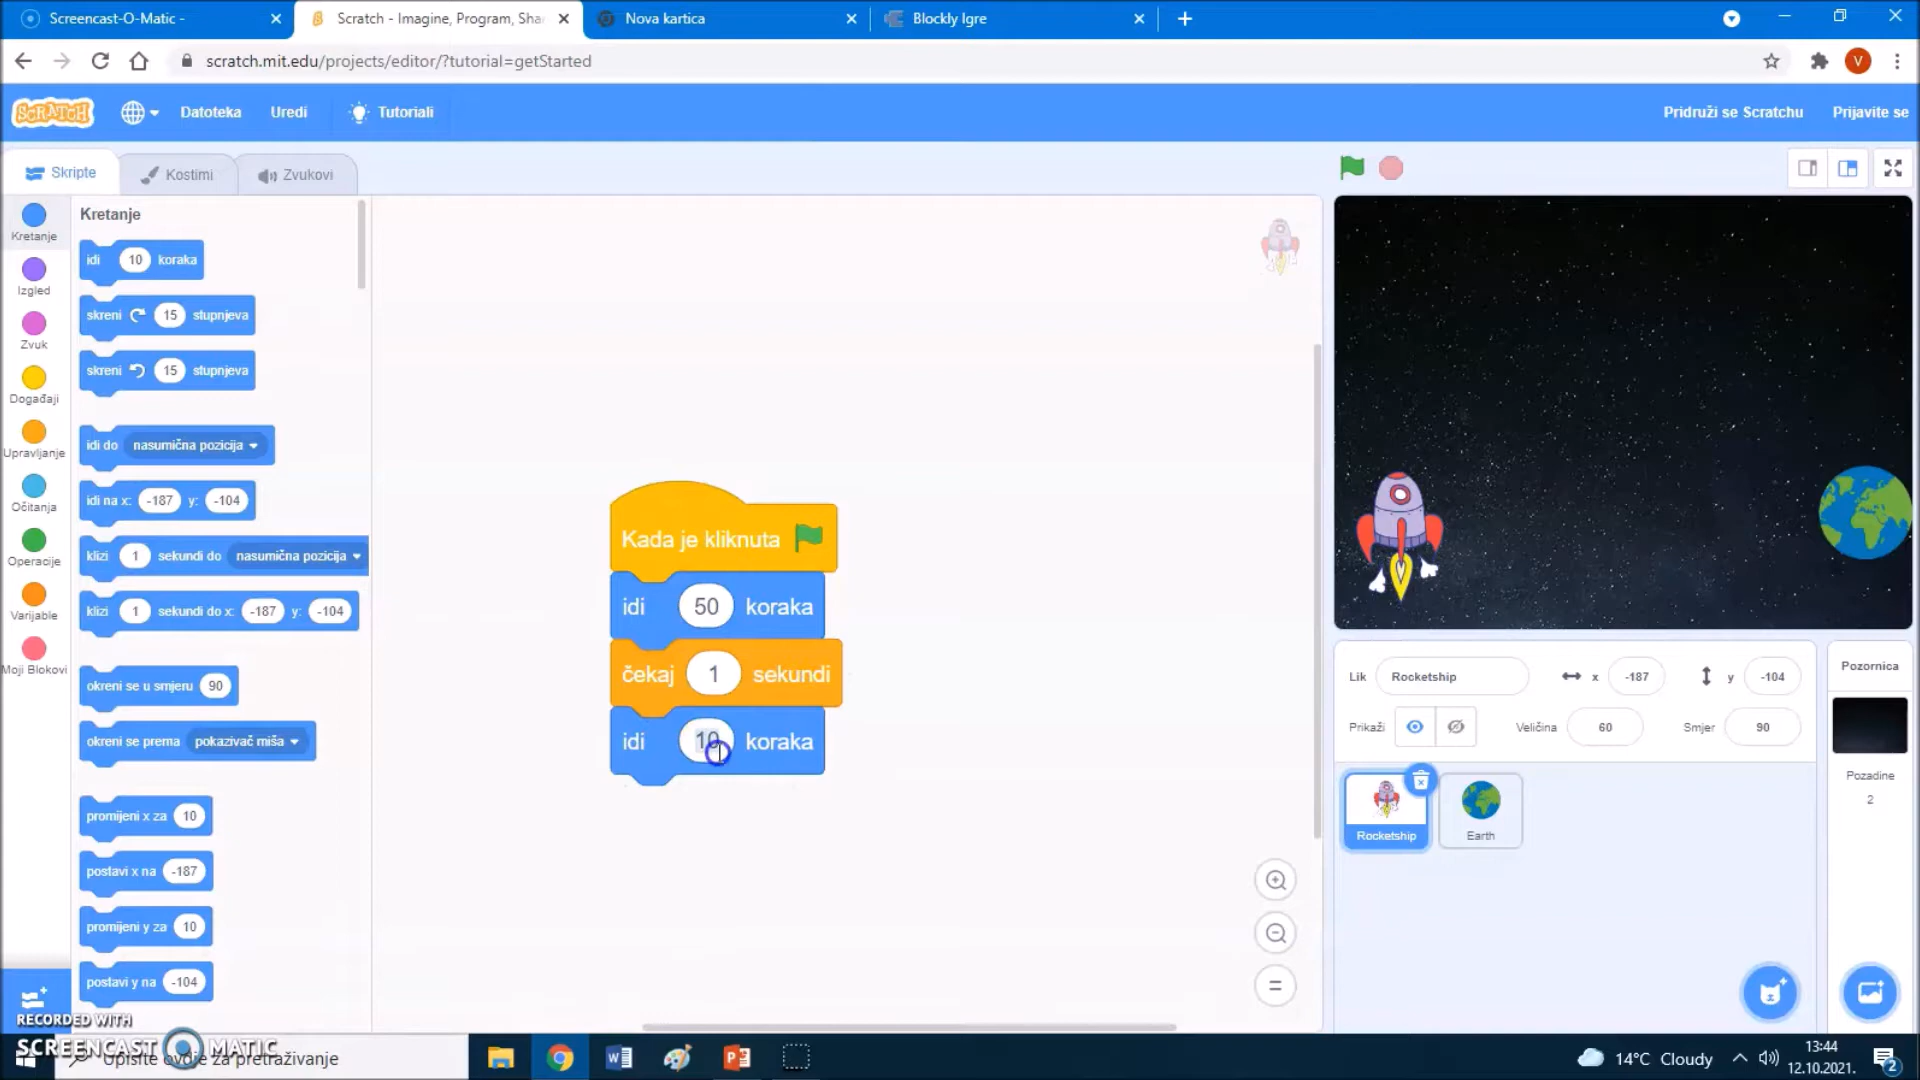 Screencast-O-Matic -
Scratch - Imagine, Program, Sha
Nova kartica
Blockly Igre
scratch.mit.edu/projects/editor/?tutorial=getStarted
V
SCRATCH
Datoteka
Uredi
Tutoriali
Pridruži se Scratchu
Prijavite se
Skripte
Kostimi
Zvukovi
Kretanje
Izgled
Zvuk
Događaji
Upravljanje
Očitanja
Operacije
Varijable
Moji Blokovi
Kretanje
idi 10 koraka
skreni 15 stupnjeva
skreni 15 stupnjeva
idi do nasumična pozicija
idi na x: -187 y: -104
klizi 1 sekundi do nasumična pozicija
klizi 1 sekundi do x: -187 y: -104
okreni se u smjeru 90
okreni se prema pokazivač miša
promijeni x za 10
postavi x na -187
promijeni y za 10
postavi y na -104
Kada je kliknuta
idi 50 koraka
čekaj 1 sekundi
idi 10 koraka
Lik Rocketship x -187 y -104
Prikaži Veličina 60 Smjer 90
Rocketship
Earth
Pozornica
Pozadine
2
RECORDED WITH
SCREENCAST MATIC
Upišite ovdje za pretraživanje
14°C Cloudy
13:44
12.10.2021.
2